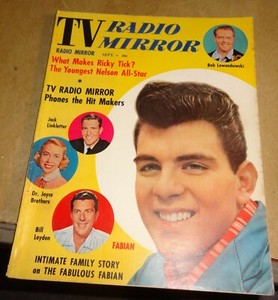 TV RADIO
MIRROR
RADIO MIRROR
SEPT.
What Makes Ricky Tick?
The Youngest Nelson All-Star
Bob Lewandowski
TV RADIO MIRROR
Phones the Hit Makers
Jack
Linkletter
Dr. Joyce
Brothers
Bill
Leyden
FABIAN
INTIMATE FAMILY STORY
ON THE FABULOUS FABIAN